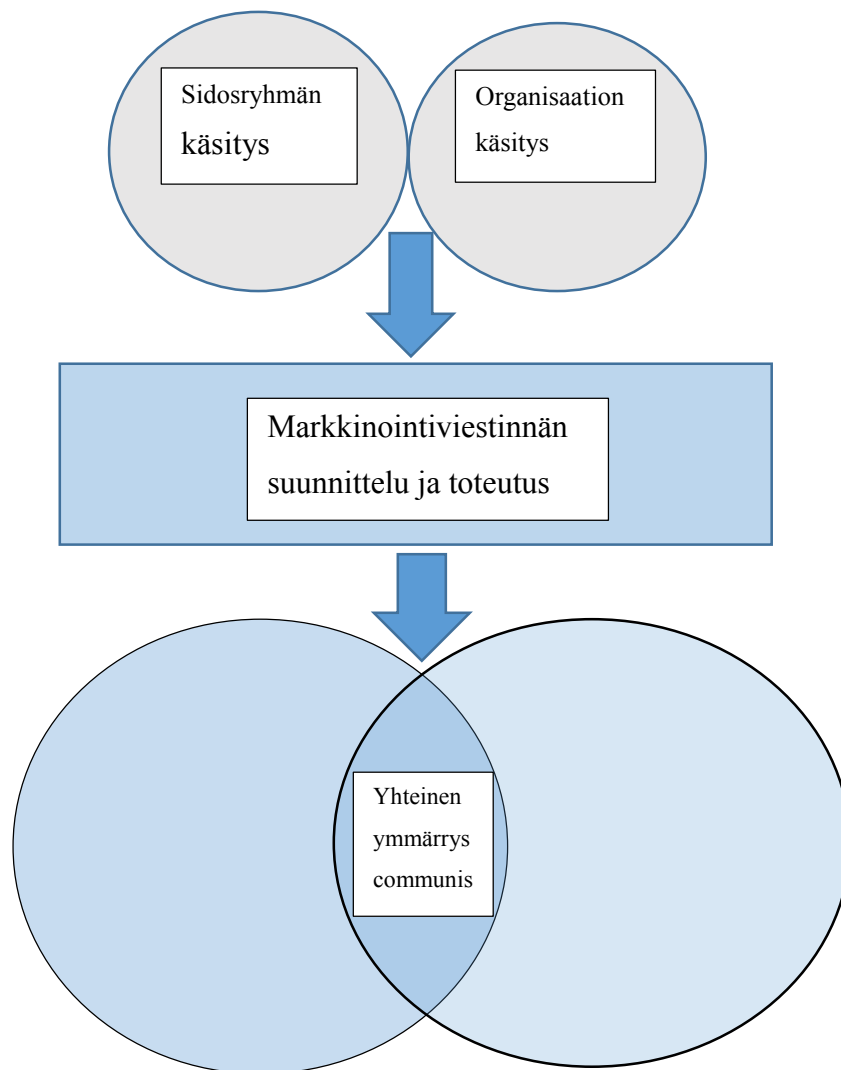 Sidosryhmän
käsitys
Organisaation
käsitys
Markkinointiviestinnän
suunnittelu ja toteutus
Yhteinen
ymmärrys
communis